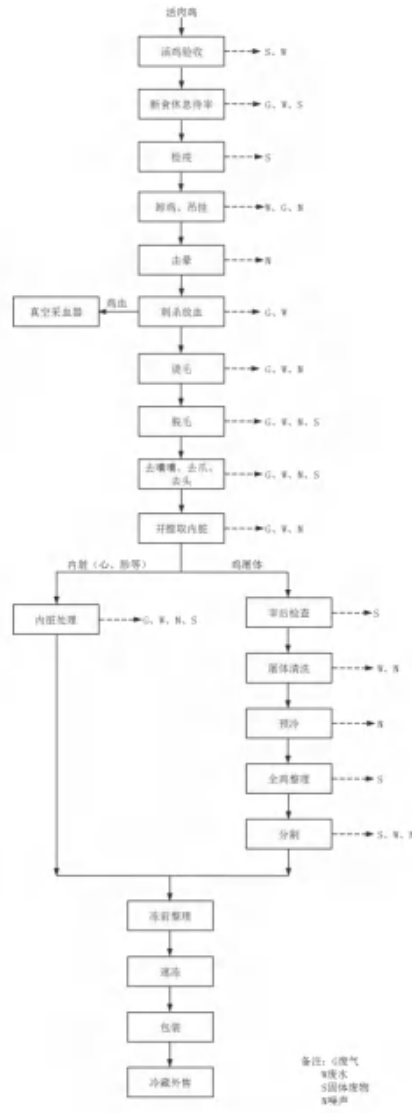 活肉鸡
活鸡验收
S、W
断食休息待宰
G、W、S
检疫
S
卸鸡、吊挂
W、G、N
击晕
N
鸡血
真空采血器
刺杀放血
G、W
烫毛
G、W、N
脱毛
G、W、N、S
去嘴嘴、去爪、
去头
G、W、N、S
开膛取内脏
G、W、N
内脏（心、胗等）
鸡屠体
内脏处理
G、W、N、S
宰后检查
S
屠体清洗
W、N
预冷
N
全鸡整理
S
分割
S、W、N
冻前整理
速冻
包装
冷藏外售
备注：G废气
W废水
S固体废物
N噪声